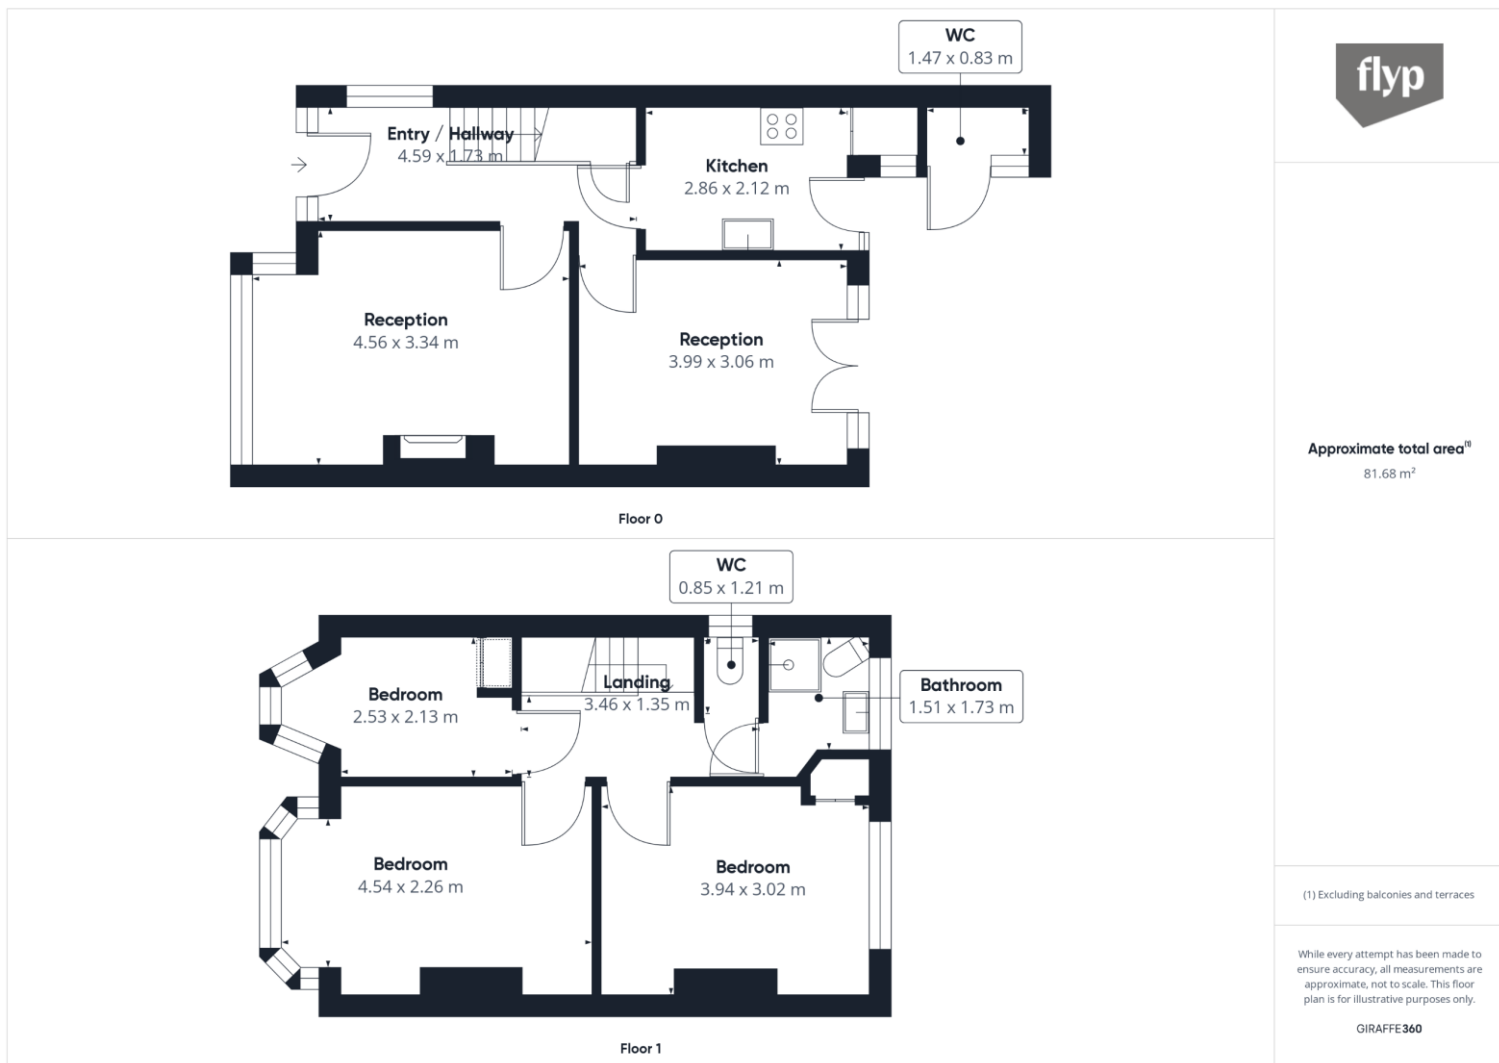 WC
1.47 x 0.83 m
Entry / Hallway
4.59 x 1.73 m
Kitchen
2.86 x 2.12 m
Reception
4.56 x 3.34 m
Reception
3.99 x 3.06 m
Floor 0
WC
0.85 x 1.21 m
Bedroom
2.53 x 2.13 m
Landing
3.46 x 1.35 m
Bathroom
1.51 x 1.73 m
Bedroom
4.54 x 2.26 m
Bedroom
3.94 x 3.02 m
Floor 1
flyp
Approximate total area(1)
81.68 m²
(1) Excluding balconies and terraces
While every attempt has been made to
ensure accuracy, all measurements are
approximate, not to scale. This floor
plan is for illustrative purposes only.
GIRAFFE360